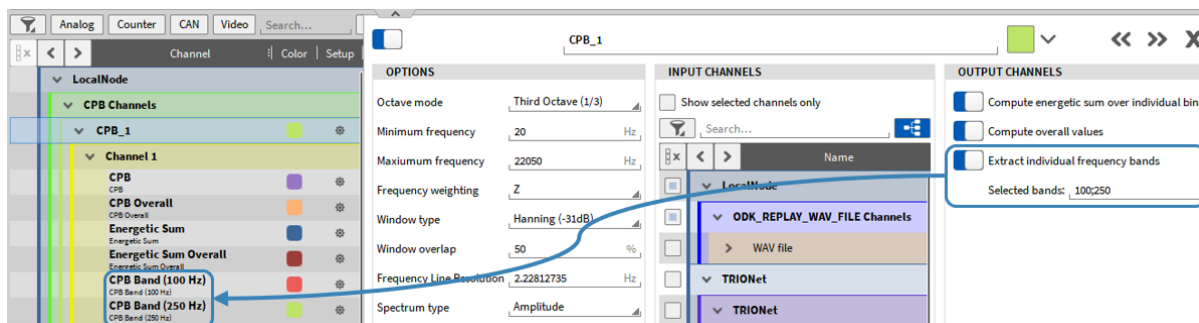 Analog Counter CAN Video Search...
Channel Color Setup
LocalNode
CPB Channels
CPB_1
Channel 1
CPB
CPB
CPB Overall
CPB Overall
Energetic Sum
Energetic Sum
Energetic Sum Overall
Energetic Sum Overall
CPB Band (100 Hz)
CPB Band (100 Hz)
CPB Band (250 Hz)
CPB Band (250 Hz)
CPB_1
OPTIONS
Octave mode Third Octave (1/3)
Minimum frequency 20 Hz
Maxiumum frequency 22050 Hz
Frequency weighting Z
Window type Hanning (-31dB)
Window overlap 50 %
Frequency Line Resolution 2.22812735 Hz
Spectrum type Amplitude
INPUT CHANNELS
Show selected channels only
Search...
Name
LocalNode
ODK_REPLAY_WAV_FILE Channels
WAV file
TRIONet
TRIONet
OUTPUT CHANNELS
Compute energetic sum over individual bin
Compute overall values
Extract individual frequency bands
Selected bands: 100;250